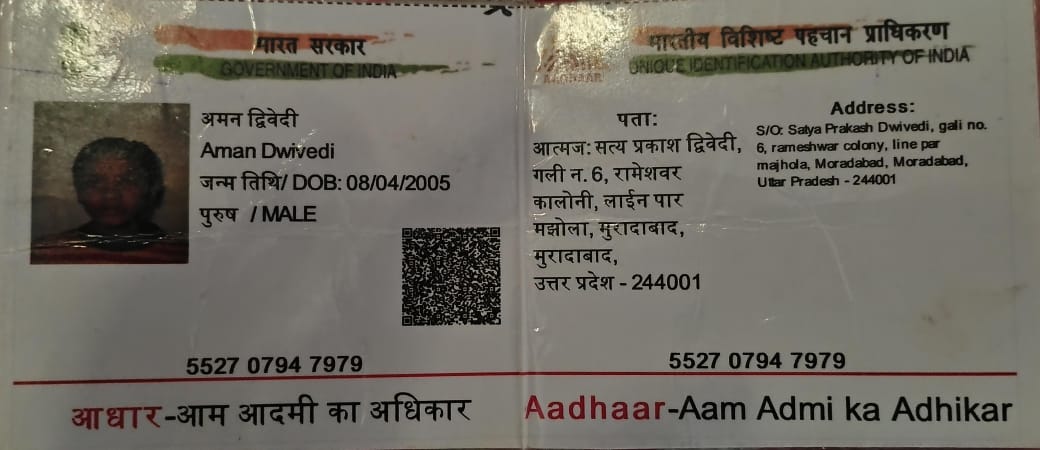 भारत सरकार
GOVERNMENT OF INDIA
अमन द्विवेदी
Aman Dwivedi
जन्म तिथि/ DOB: 08/04/2005
पुरुष / MALE
5527 0794 7979
आधार-आम आदमी का अधिकार
भारतीय विशिष्ट पहचान प्राधिकरण
UNIQUE IDENTIFICATION AUTHORITY OF INDIA
AADHAAR
पता:
आत्मज: सत्य प्रकाश द्विवेदी,
गली न. 6, रामेशवर
कालोनी, लाईन पार
मझोला, मुरादाबाद,
मुरादाबाद,
उत्तर प्रदेश - 244001
Address:
S/O: Satya Prakash Dwivedi, gali no.
6, rameshwar colony, line par
majhola, Moradabad, Moradabad,
Uttar Pradesh - 244001
5527 0794 7979
Aadhaar-Aam Admi ka Adhikar